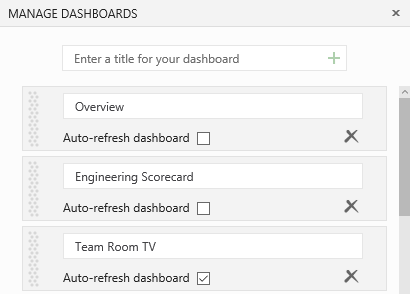 MANAGE DASHBOARDS
Enter a title for your dashboard
Overview
Auto-refresh dashboard
Engineering Scorecard
Auto-refresh dashboard
Team Room TV
Auto-refresh dashboard